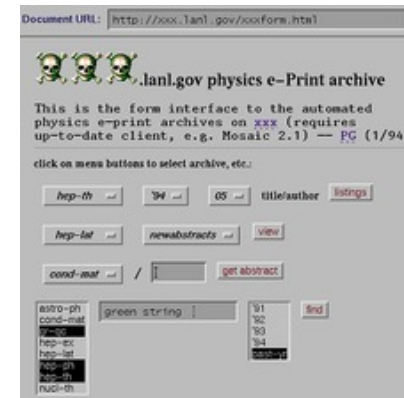 Document URL: http://xxx.lanl.gov/xxxform.html
.lanl.gov physics e-Print archive
This is the form interface to the automated
physics e-print archives on xxx (requires
up-to-date client, e.g. Mosaic 2.1) -- PG (1/94
click on menu buttons to select archive, etc.:
hep-th '94 05 title/author listings
hep-lat newabstracts view
cond-mat / get abstract
astro-ph
cond-mat
gr-qc
hep-ex
hep-lat
hep-ph
hep-th
nucl-th
green string
'91
'92
'93
'94
past-yr
find